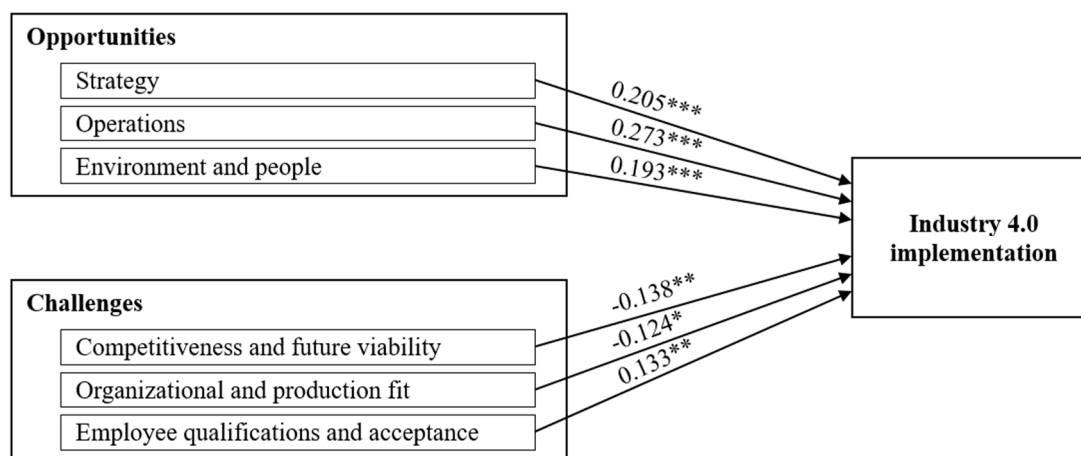 Opportunities
Strategy
Operations
Environment and people
0.205***
0.273***
0.193***
Industry 4.0
implementation
Challenges
Competitiveness and future viability
Organizational and production fit
Employee qualifications and acceptance
-0.138**
-0.124*
0.133**